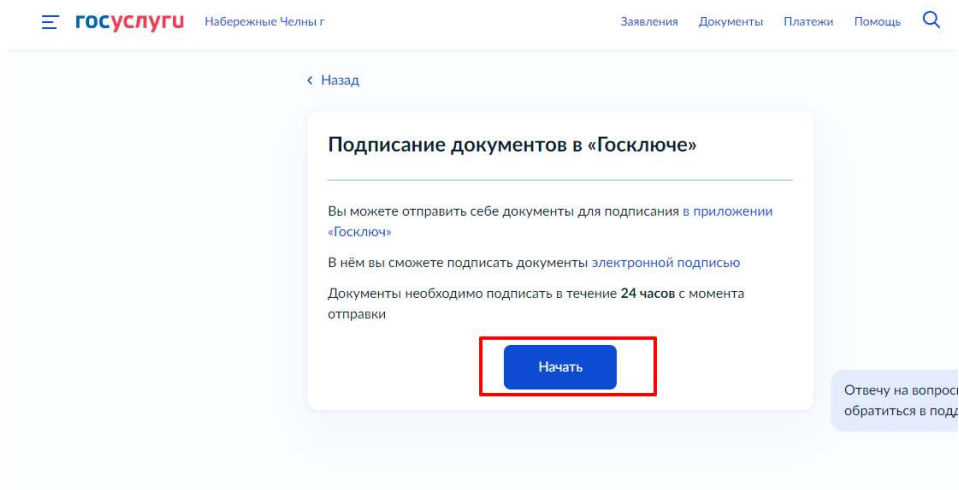 госуслуги Набережные Челны г Заявления Документы Платежи Помощь
Назад
Подписание документов в «Госключе»
Вы можете отправить себе документы для подписания в приложении
«Госключ»
В нём вы сможете подписать документы электронной подписью
Документы необходимо подписать в течение 24 часов с момента
отправки
Начать
Отвечу на
обратиться в